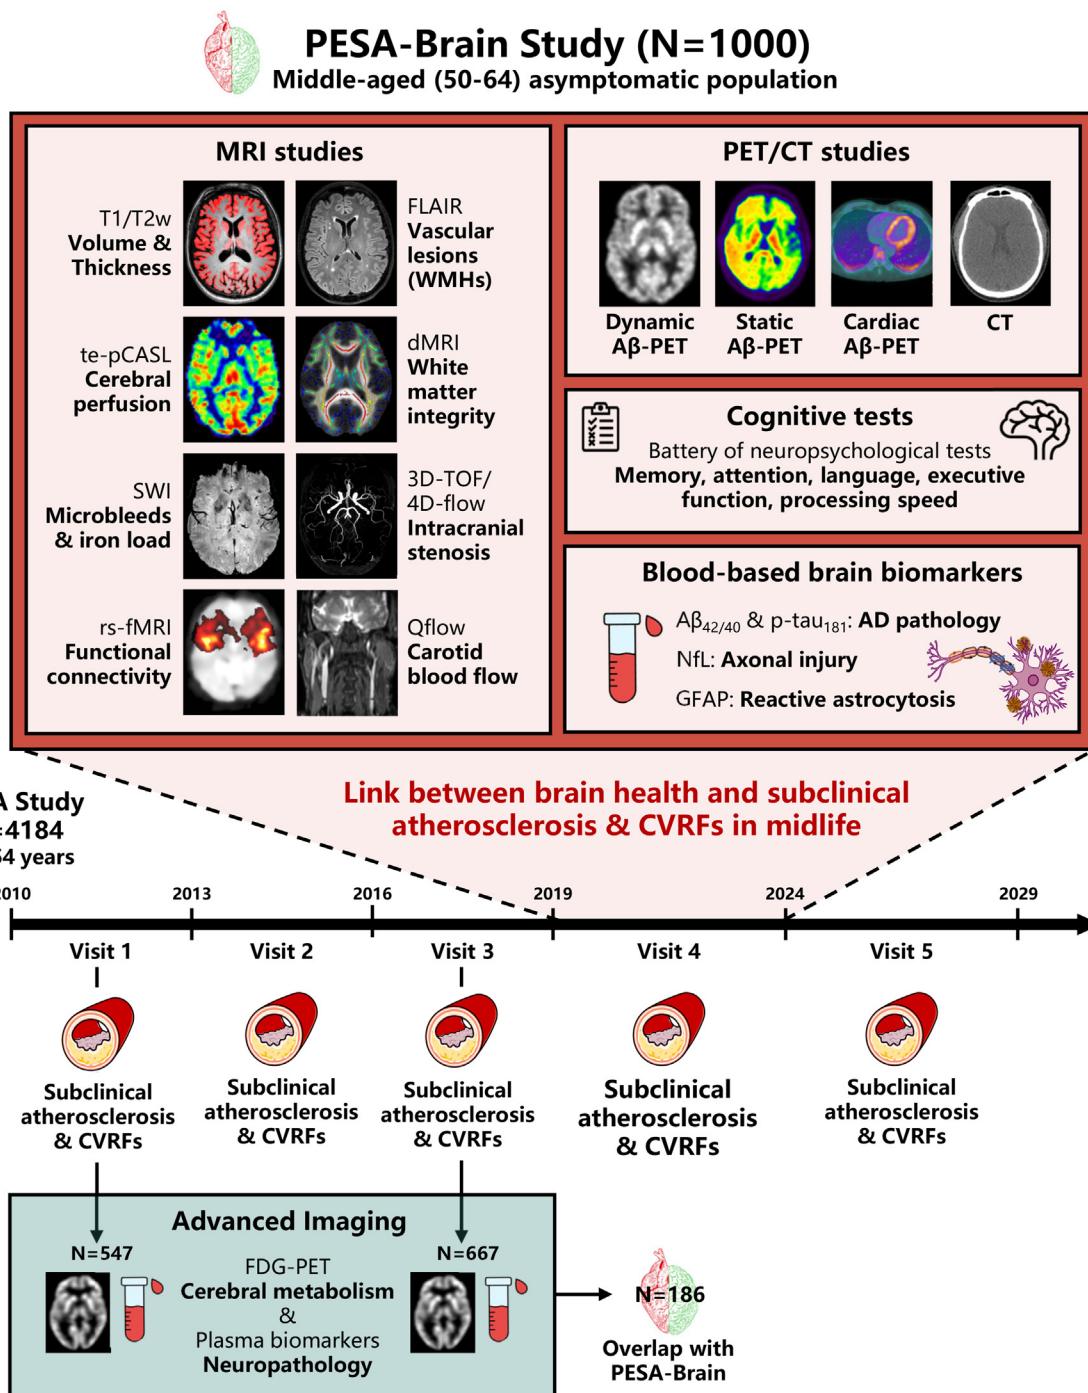 PESA-Brain Study (N=1000)
Middle-aged (50-64) asymptomatic population
MRI studies
T1/T2w
Volume &
Thickness
FLAIR
Vascular
lesions
(WMHs)
te-pCASL
Cerebral
perfusion
dMRI
White
matter
integrity
SWI
Microbleeds
& iron load
3D-TOF/
4D-flow
Intracranial
stenosis
rs-fMRI
Functional
connectivity
Qflow
Carotid
blood flow
PET/CT studies
Dynamic
Aβ-PET
Static
Aβ-PET
Cardiac
Aβ-PET
CT
Cognitive tests
Battery of neuropsychological tests
Memory, attention, language, executive
function, processing speed
Blood-based brain biomarkers
Aβ42/40 & p-tau181: AD pathology
NfL: Axonal injury
GFAP: Reactive astrocytosis
Link between brain health and subclinical
atherosclerosis & CVRFs in midlife
A Study
=4184
54 years
2010
2013
2016
2019
2024
2029
Visit 1
Visit 2
Visit 3
Visit 4
Visit 5
Subclinical
atherosclerosis
& CVRFs
Subclinical
atherosclerosis
& CVRFs
Subclinical
atherosclerosis
& CVRFs
Subclinical
atherosclerosis
& CVRFs
Subclinical
atherosclerosis
& CVRFs
Advanced Imaging
N=547
FDG-PET
Cerebral metabolism
&
Plasma biomarkers
Neuropathology
N=667
N=186
Overlap with
PESA-Brain